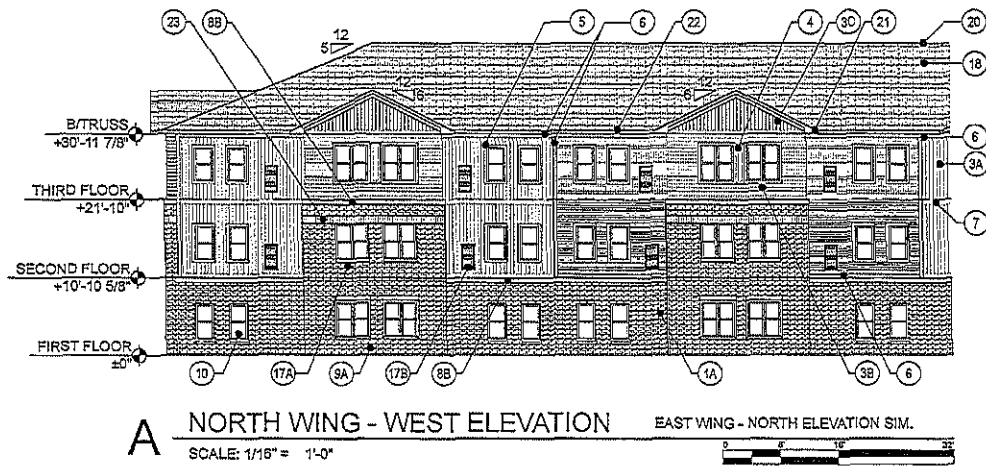 23 8B 5 6 22 4 3C 21 20
12
5
18
12
6
12
6
B/TRUSS
+30'-11 7/8"
6
3A
THIRD FLOOR
+21'-10"
7
SECOND FLOOR
+10'-10 5/8"
FIRST FLOOR
±0"
10 17A 9A 17B 8B 1A 3B 6
A NORTH WING - WEST ELEVATION EAST WING - NORTH ELEVATION SIM.
SCALE: 1/16" = 1'-0"
0 8' 16' 32'